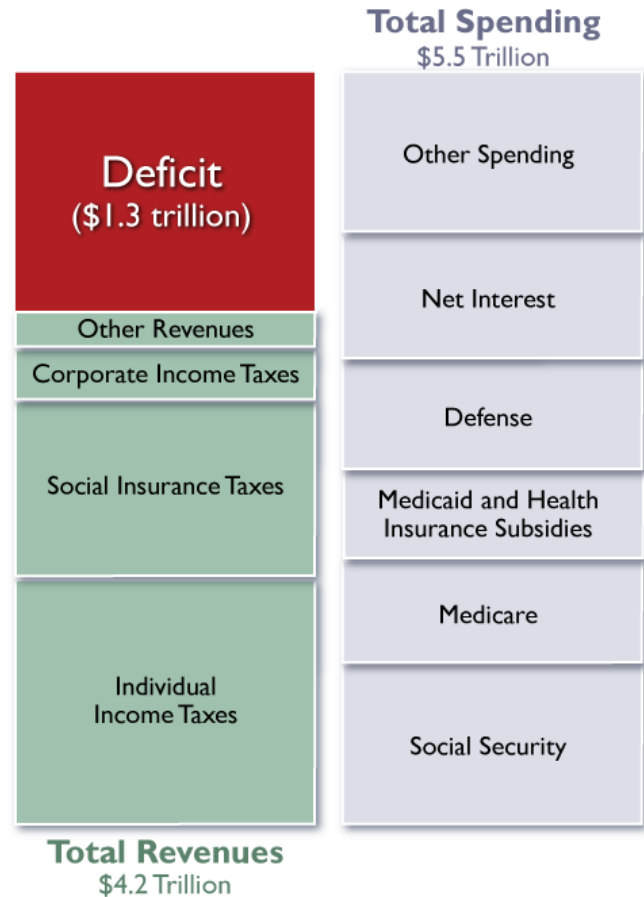 Total Spending
$5.5 Trillion
Deficit
($1.3 trillion)
Other Revenues
Corporate Income Taxes
Social Insurance Taxes
Individual
Income Taxes
Total Revenues
$4.2 Trillion
Other Spending
Net Interest
Defense
Medicaid and Health
Insurance Subsidies
Medicare
Social Security